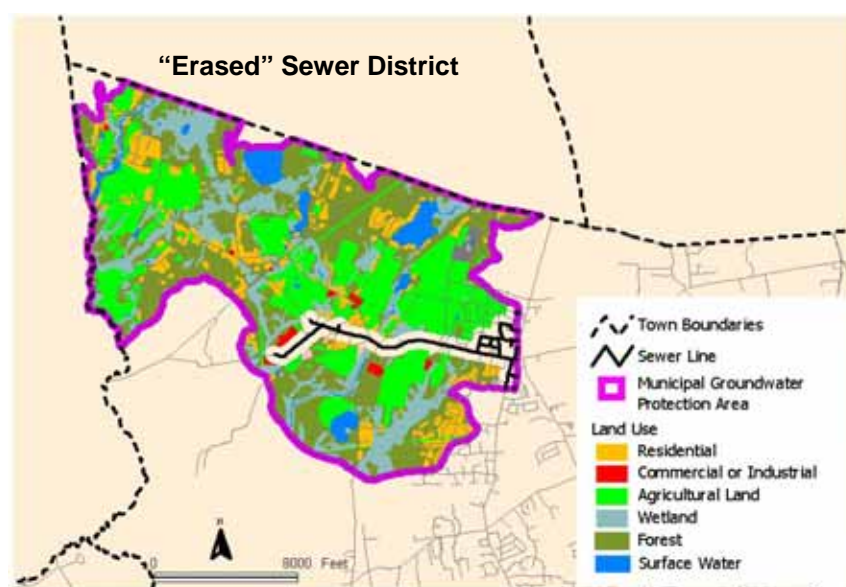 “Erased” Sewer District
Town Boundaries
Sewer Line
Municipal Groundwater
Protection Area
Land Use
Residential
Commercial or Industrial
Agricultural Land
Wetland
Forest
Surface Water
N
0 8000 Feet